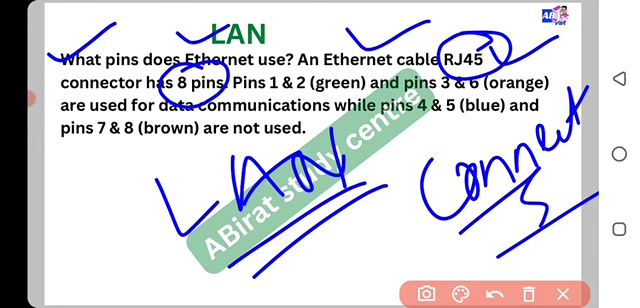 LAN
What pins does Ethernet use? An Ethernet cable RJ45
connector has 8 pins. Pins 1 & 2 (green) and pins 3 & 6 (orange)
are used for data communications while pins 4 & 5 (blue) and
pins 7 & 8 (brown) are not used.
ABirat study centre
LAN